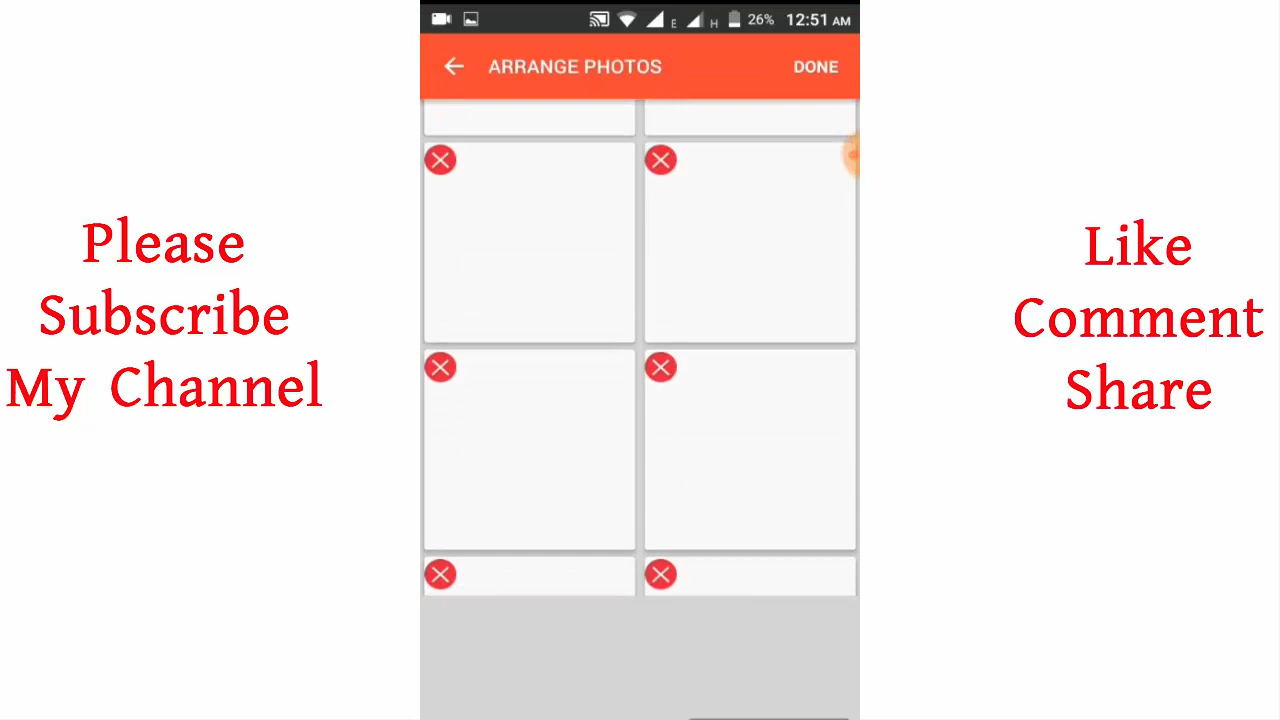 E H 26% 12:51 AM
ARRANGE PHOTOS DONE
Please
Subscribe
My Channel
Like
Comment
Share